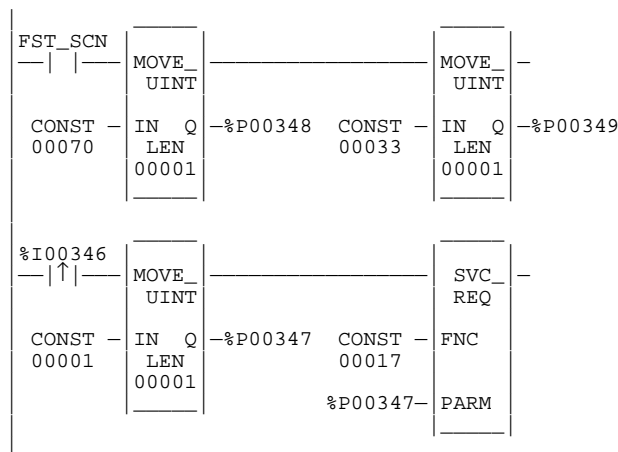 FST_SCN
MOVE_ MOVE_
UINT UINT
CONST IN Q %P00348 CONST IN Q %P00349
00070 LEN 00033 LEN
00001 00001
%I00346
↑ MOVE_ SVC_
UINT REQ
CONST IN Q %P00347 CONST FNC
00001 LEN 00017
00001
%P00347 PARM